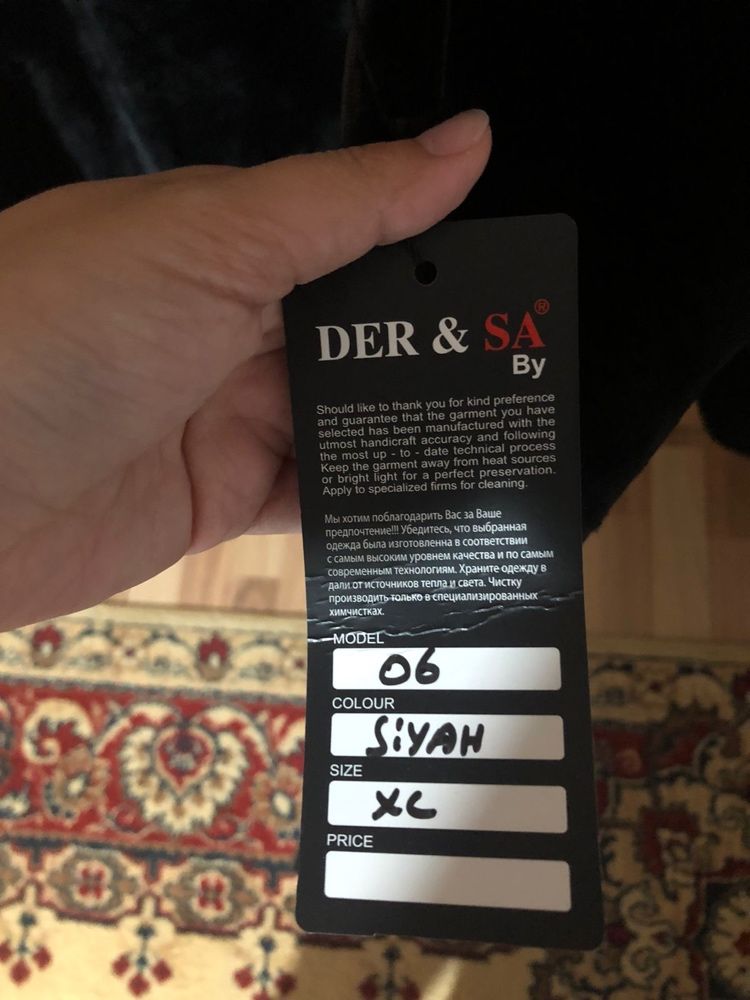 DER & SA®
By
Should like to thank you for kind preference
and guarantee that the garment you have
selected has been manufactured with the
utmost handicraft accuracy and following
the most up - to - date technical process
Keep the garment away from heat sources
or bright light for a perfect preservation.
Apply to specialized firms for cleaning.
Мы хотим поблагодарить Вас за Ваше
предпочтение!!! Убедитесь, что выбранная
одежда была изготовленна в соответствии
с самым высоким уровнем качества и по самым
современным технологиям. Храните одежду в
дали от источников тепла и света. Чистку
производить только в специализированных
химчистках.
MODEL
06
COLOUR
SiYAH
SIZE
XL
PRICE